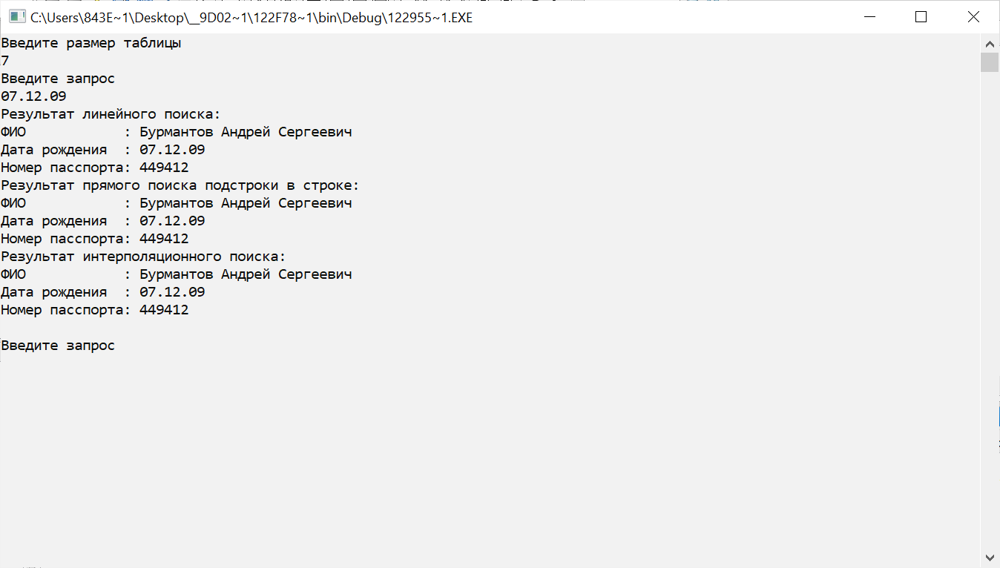 C:\Users\843E~1\Desktop\__9D02~1\122F78~1\bin\Debug\122955~1.EXE
Введите размер таблицы
7
Введите запрос
07.12.09
Результат линейного поиска:
ФИО            : Бурмантов Андрей Сергеевич
Дата рождения  : 07.12.09
Номер пасспорта: 449412
Результат прямого поиска подстроки в строке:
ФИО            : Бурмантов Андрей Сергеевич
Дата рождения  : 07.12.09
Номер пасспорта: 449412
Результат интерполяционного поиска:
ФИО            : Бурмантов Андрей Сергеевич
Дата рождения  : 07.12.09
Номер пасспорта: 449412
Введите запрос